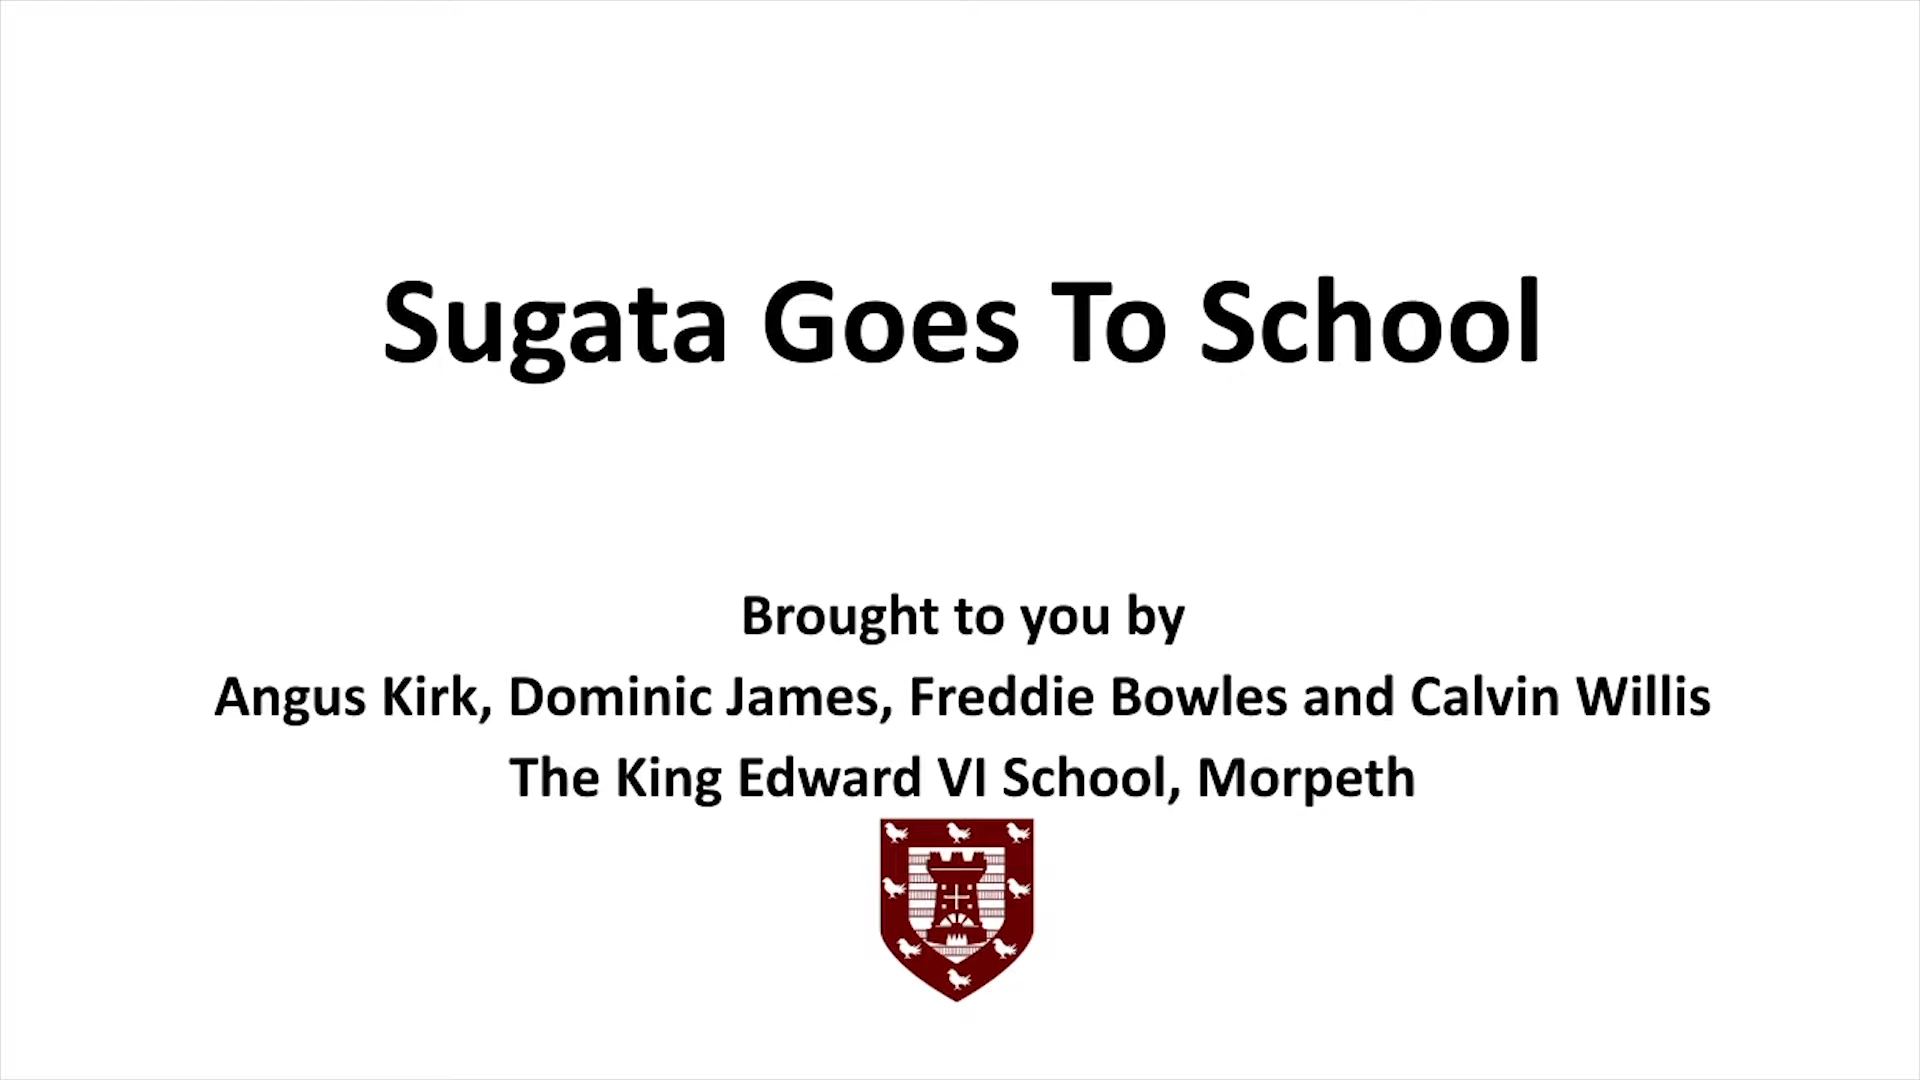 Sugata Goes To School
Brought to you by
Angus Kirk, Dominic James, Freddie Bowles and Calvin Willis
The King Edward VI School, Morpeth